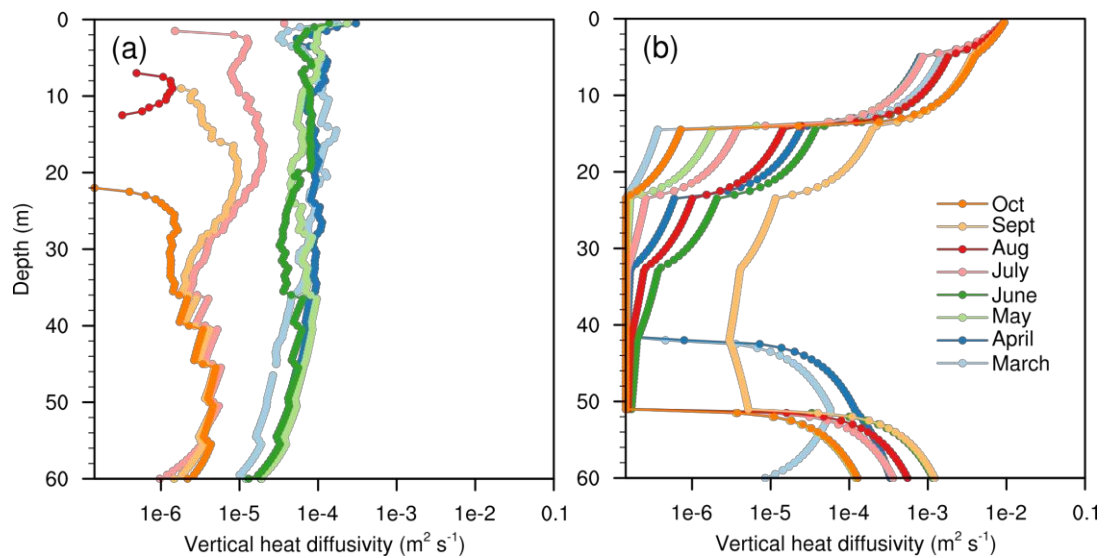 (a)
0
10
20
30
40
50
60
Depth (m)
1e-6
1e-5
1e-4
1e-3
1e-2
0.1
Vertical heat diffusivity (m² s⁻¹)
(b)
0
10
20
30
40
50
60
Oct
Sept
Aug
July
June
May
April
March
1e-6
1e-5
1e-4
1e-3
1e-2
0.1
Vertical heat diffusivity (m² s⁻¹)